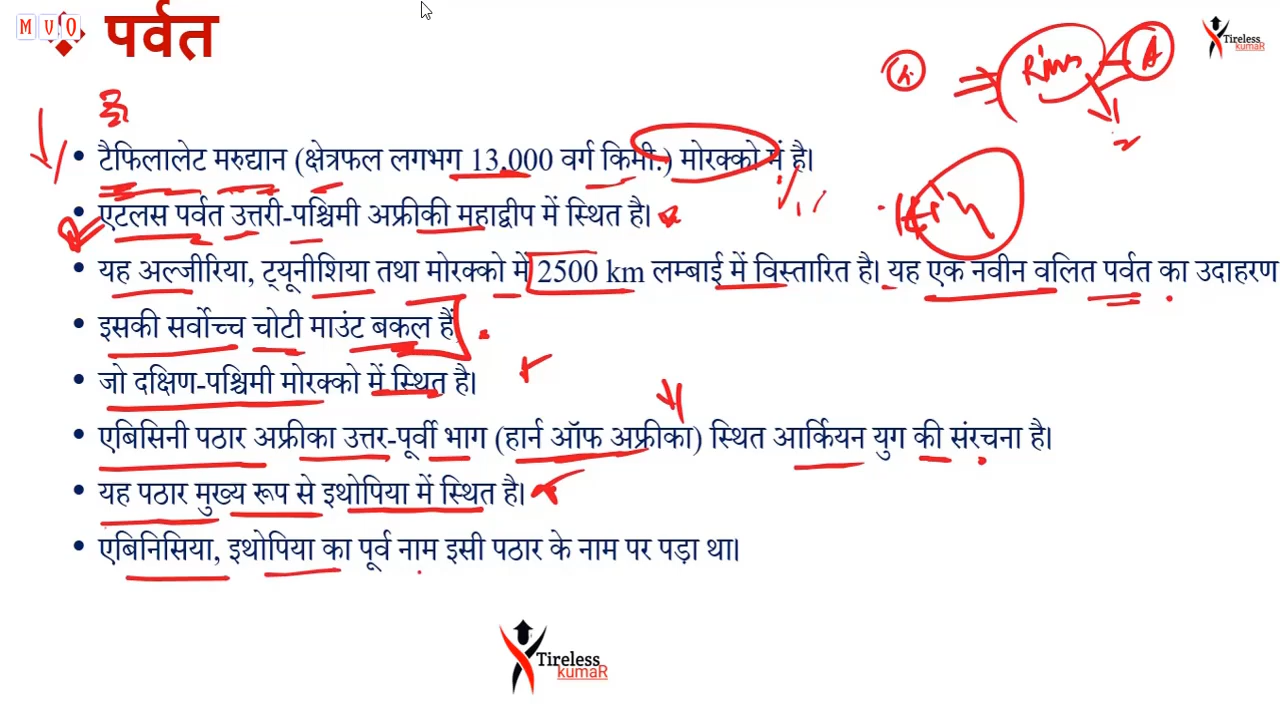 MVO
पर्वत
Tireless
kumaR
Rims
A
टैफिलालेट मरुद्यान (क्षेत्रफल लगभग 13,000 वर्ग किमी.) मोरक्को में है।
एटलस पर्वत उत्तरी-पश्चिमी अफ्रीकी महाद्वीप में स्थित है।
यह अल्जीरिया, ट्यूनीशिया तथा मोरक्को में 2500 km लम्बाई में विस्तारित है। यह एक नवीन वलित पर्वत का उदाहरण
इसकी सर्वोच्च चोटी माउंट बकल हैं
जो दक्षिण-पश्चिमी मोरक्को में स्थित है।
एबिसिनी पठार अफ्रीका उत्तर-पूर्वी भाग (हार्न ऑफ अफ्रीका) स्थित आर्कियन युग की संरचना है।
यह पठार मुख्य रूप से इथोपिया में स्थित है।
एबिनिसिया, इथोपिया का पूर्व नाम इसी पठार के नाम पर पड़ा था।
Tireless
kumaR